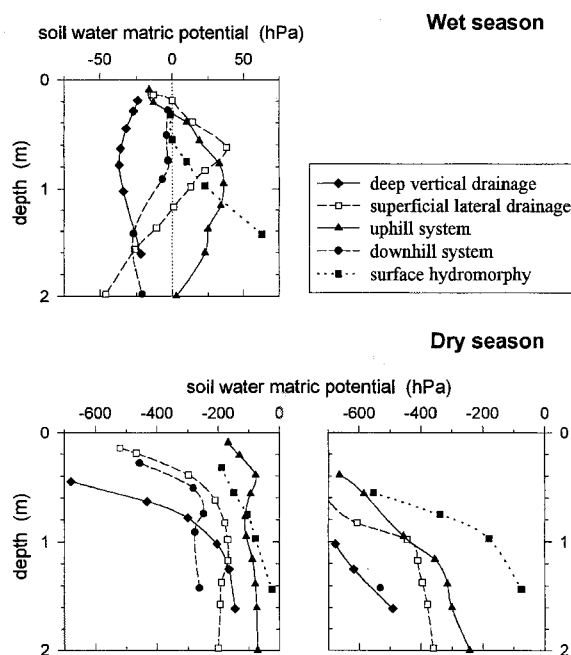 Wet season
soil water matric potential (hPa)
-50 0 50
0
1
2
depth (m)
deep vertical drainage
superficial lateral drainage
uphill system
downhill system
surface hydromorphy
Dry season
soil water matric potential (hPa)
-600 -400 -200 0 -600 -400 -200 0
0 0
1 1
2 2
depth (m) depth (m)